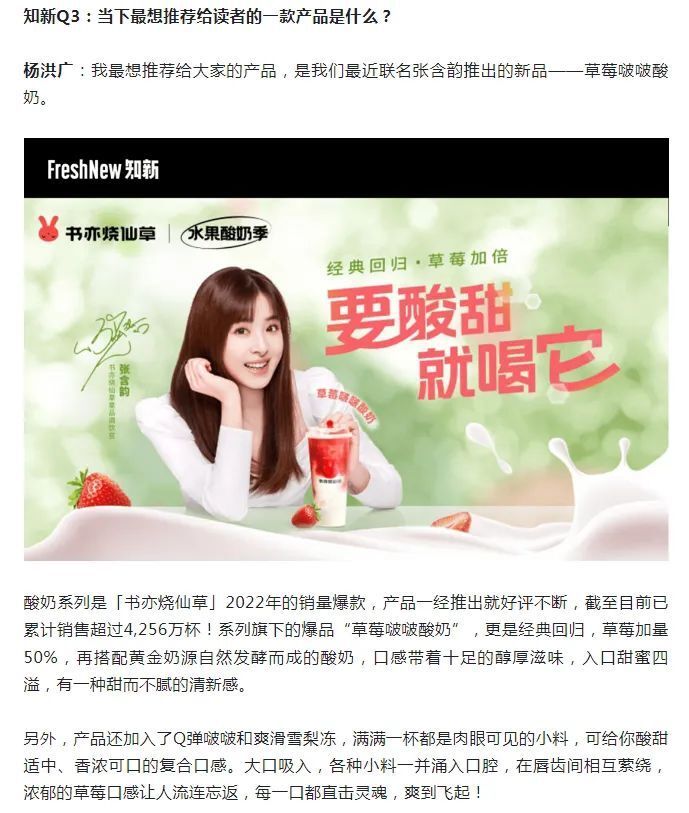 知新Q3：当下最想推荐给读者的一款产品是什么？
杨洪广：我最想推荐给大家的产品，是我们最近联名张含韵推出的新品——草莓啵啵酸
奶。
FreshNew 知新
书亦烧仙草 | 水果酸奶季
经典回归·草莓加倍
要酸甜
就喝它
张含韵
草莓啵啵酸奶
酸奶系列是「书亦烧仙草」2022年的销量爆款，产品一经推出就好评不断，截至目前已
累计销售超过4,256万杯！系列旗下的爆品“草莓啵啵酸奶”，更是经典回归，草莓加量
50%，再搭配黄金奶源自然发酵而成的酸奶，口感带着十足的醇厚滋味，入口甜蜜四
溢，有一种甜而不腻的清新感。
另外，产品还加入了Q弹啵啵和爽滑雪梨冻，满满一杯都是肉眼可见的小料，可给你酸甜
适中、香浓可口的复合口感。大口吸入，各种小料一并涌入口腔，在唇齿间相互萦绕，
浓郁的草莓口感让人流连忘返，每一口都直击灵魂，爽到飞起！